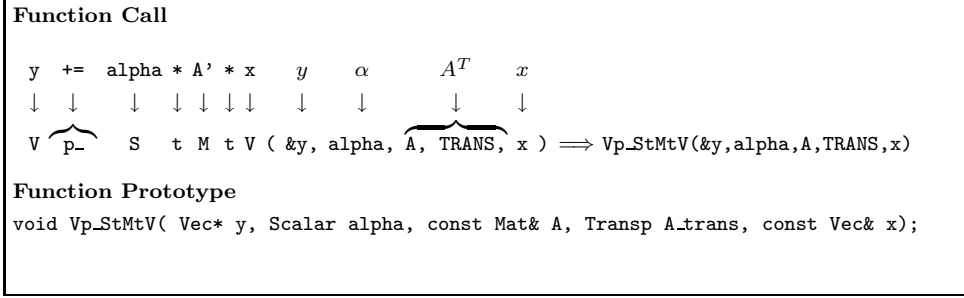 Function Call
y += alpha * A’ * x y α A^T x
↓ ↓ ↓ ↓ ↓ ↓ ↓ ↓ ↓ ↓ ↓
V p_ S t M t V ( &y, alpha, A, TRANS, x ) ⟹ Vp_StMtV(&y,alpha,A,TRANS,x)
Function Prototype
void Vp_StMtV( Vec* y, Scalar alpha, const Mat& A, Transp A_trans, const Vec& x);